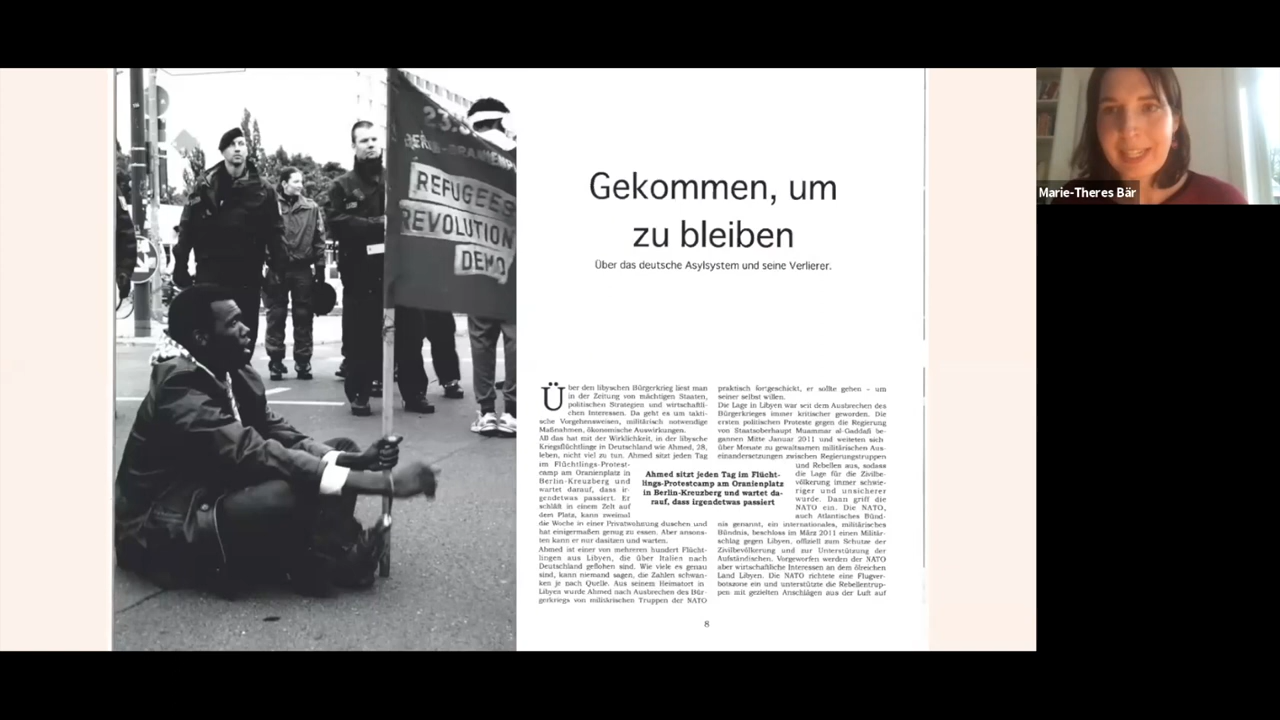 23.
BERLIN-ORANIENP
REFUGEES
REVOLUTION
DEMO
Gekommen, um
zu bleiben
Über das deutsche Asylsystem und seine Verlierer.
Über den libyschen Bürgerkrieg liest man
in der Zeitung von mächtigen Staaten,
politischen Strategien und wirtschaftli-
chen Interessen. Da geht es um takti-
sche Vorgehensweisen, militärisch notwendige
Maßnahmen, ökonomische Auswirkungen.
All das hat mit der Wirklichkeit, in der libysche
Kriegsflüchtlinge in Deutschland wie Ahmed, 28,
leben, nicht viel zu tun. Ahmed sitzt jeden Tag
im Flüchtlings-Protest-
camp am Oranienplatz in
Berlin-Kreuzberg und
wartet darauf, dass ir-
gendetwas passiert. Er
schläft in einem Zelt auf
dem Platz, kann zweimal
die Woche in einer Privatwohnung duschen und
hat einigermaßen genug zu essen. Aber ansons-
ten kann er nur dasitzen und warten.
Ahmed ist einer von mehreren hundert Flücht-
lingen aus Libyen, die über Italien nach
Deutschland geflohen sind. Wie viele es genau
sind, kann niemand sagen, die Zahlen schwan-
ken je nach Quelle. Aus seinem Heimatort in
Libyen wurde Ahmed nach Ausbrechen des Bür-
gerkriegs von militärischen Truppen der NATO
Ahmed sitzt jeden Tag im Flücht-
lings-Protestcamp am Oranienplatz
in Berlin-Kreuzberg und wartet da-
rauf, dass irgendetwas passiert
praktisch fortgeschickt, er sollte gehen – um
seiner selbst willen.
Die Lage in Libyen war seit dem Ausbrechen des
Bürgerkrieges immer kritischer geworden. Die
ersten politischen Proteste gegen die Regierung
von Staatsoberhaupt Muammar al-Gaddafi be-
gannen Mitte Januar 2011 und weiteten sich
über Monate zu gewaltsamen militärischen Aus-
einandersetzungen zwischen Regierungstruppen
und Rebellen aus, sodass
die Lage für die Zivilbe-
völkerung immer schwie-
riger und unsicherer
wurde. Dann griff die
NATO ein. Die NATO,
auch Atlantisches Bünd-
nis genannt, ein internationales, militärisches
Bündnis, beschloss im März 2011 einen Militär-
schlag gegen Libyen, offiziell zum Schutze der
Zivilbevölkerung und zur Unterstützung der
Aufständischen. Vorgeworfen werden der NATO
aber wirtschaftliche Interessen an dem ölreichen
Land Libyen. Die NATO richtete eine Flugver-
botszone ein und unterstützte die Rebellentrup-
pen mit gezielten Anschlägen aus der Luft auf
8
Marie-Theres Bär